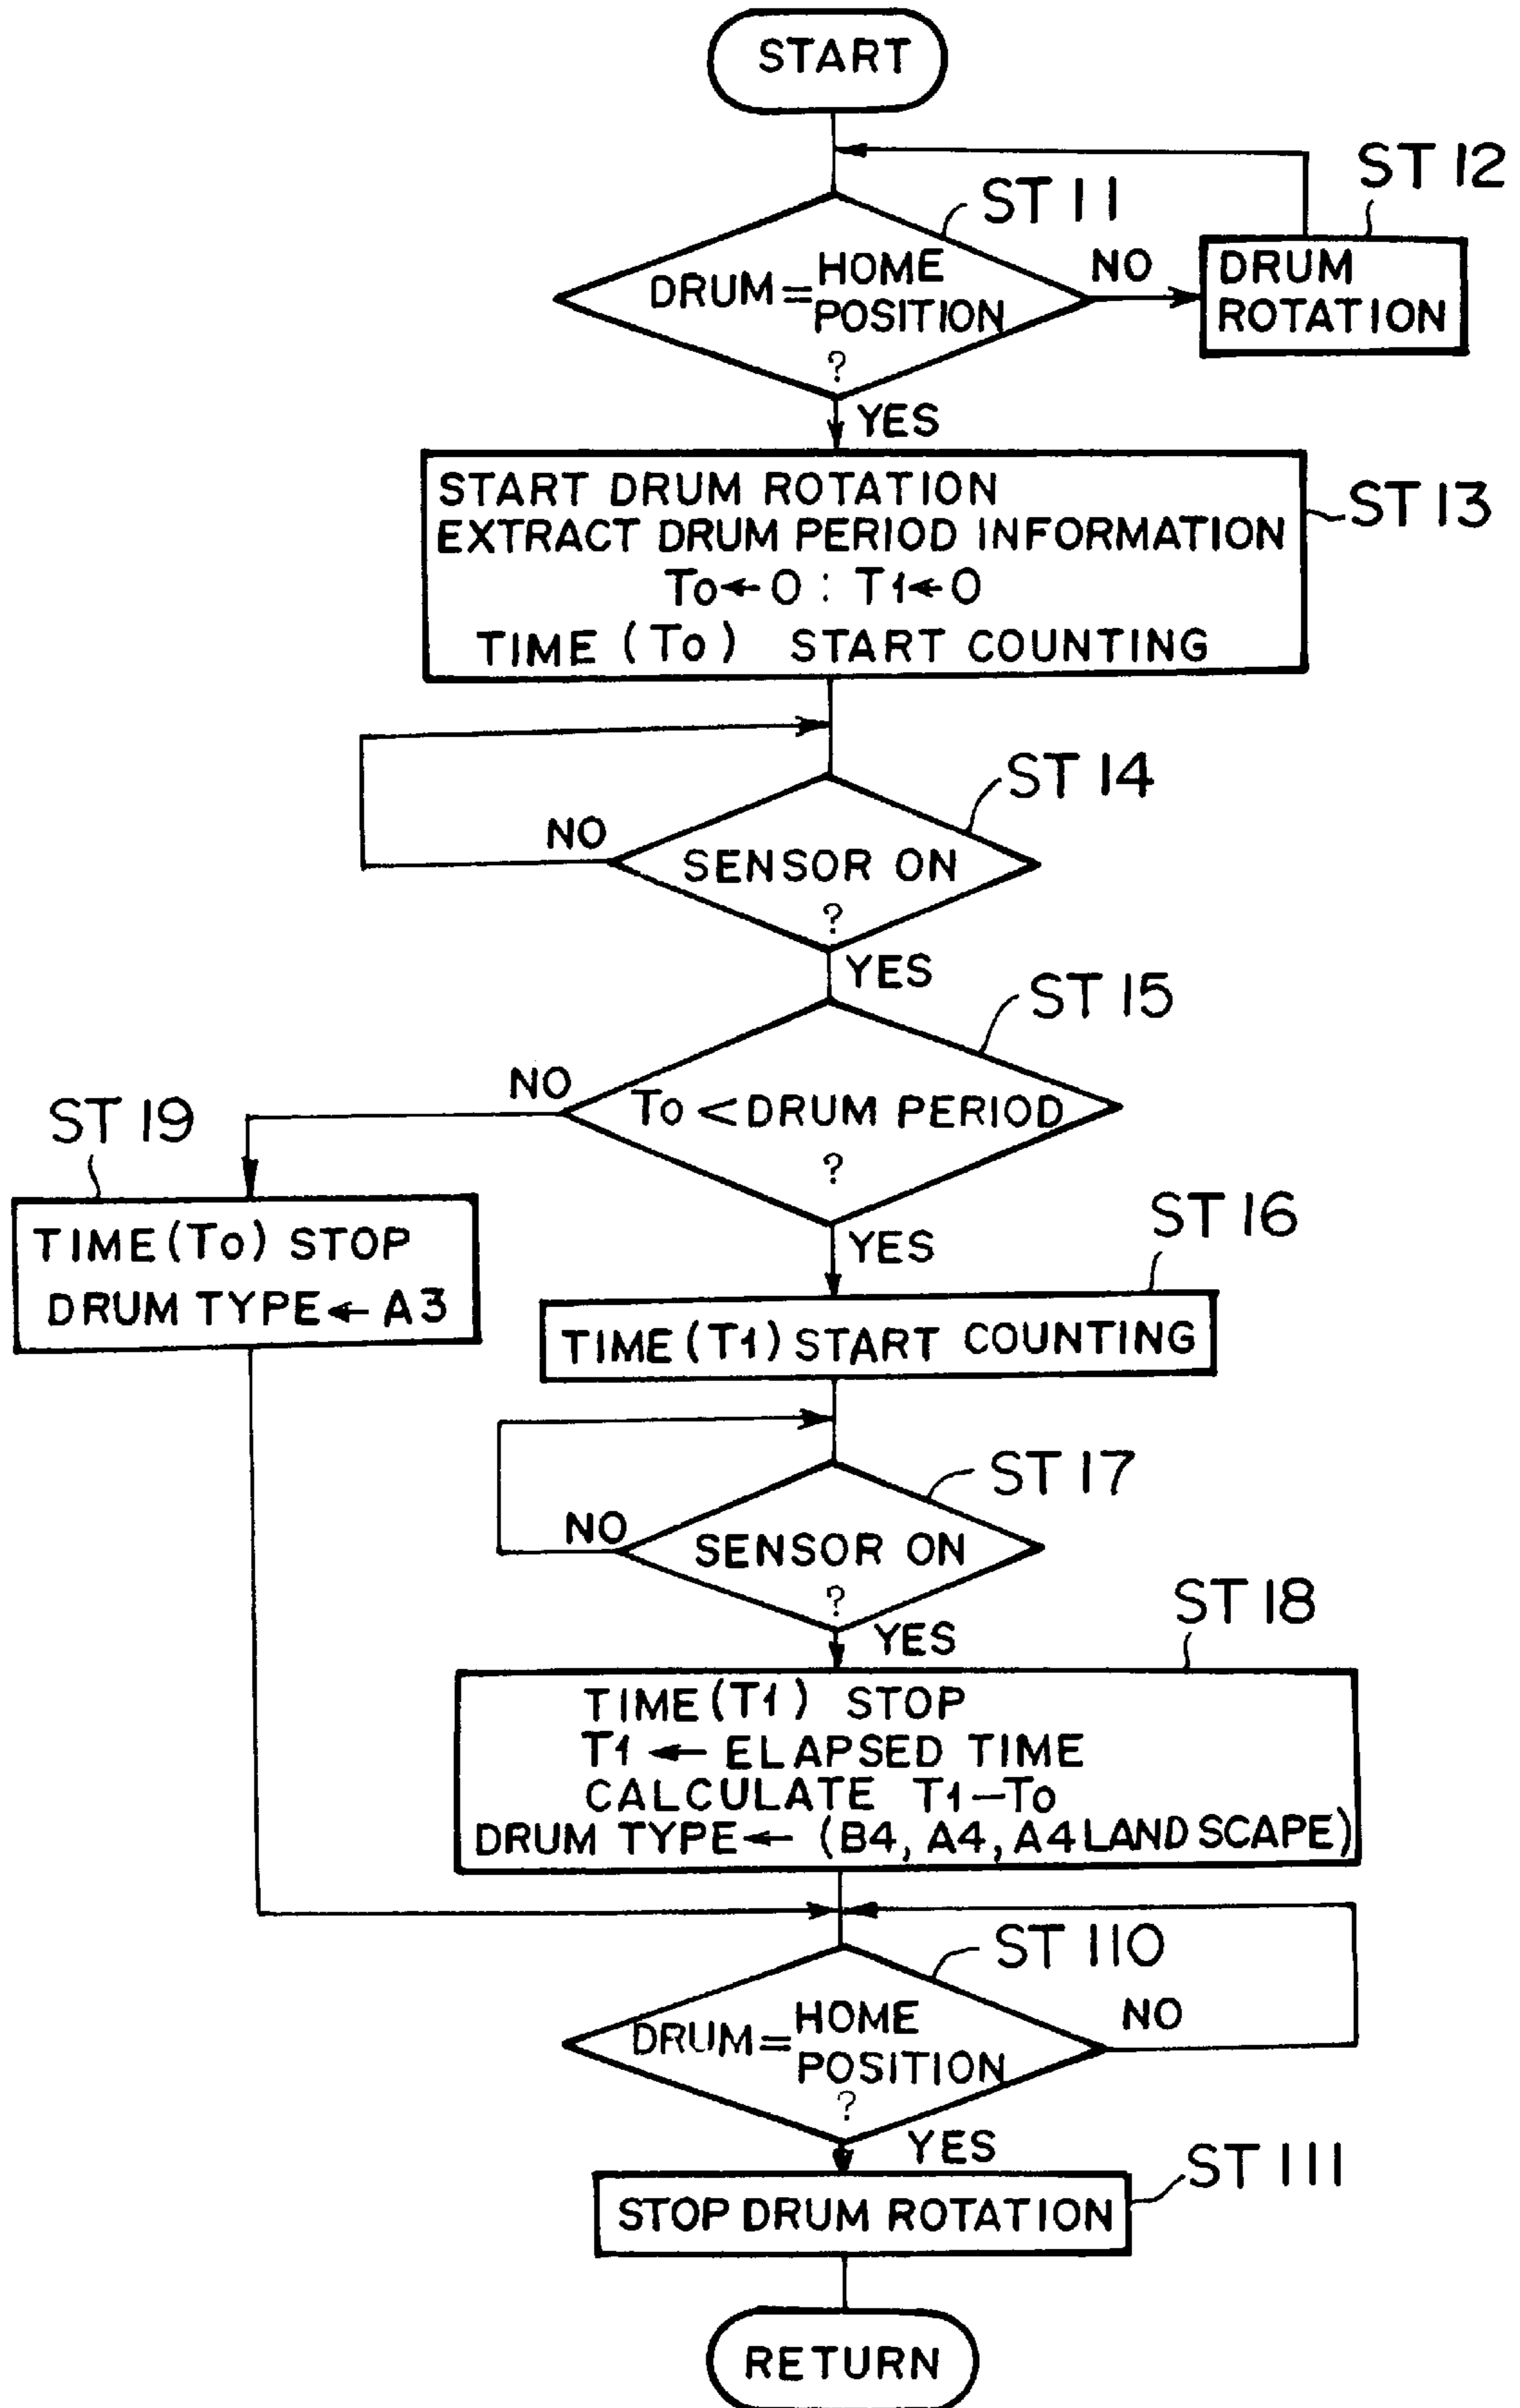 START
ST 12
ST 11
DRUM = HOME POSITION
?
NO
DRUM
ROTATION
YES
ST 13
START DRUM ROTATION
EXTRACT DRUM PERIOD INFORMATION
To ← 0 : T1 ← 0
TIME (To) START COUNTING
ST 14
NO
SENSOR ON
?
YES
ST 15
NO
To < DRUM PERIOD
?
ST 19
TIME (To) STOP
DRUM TYPE ← A3
YES
ST 16
TIME (T1) START COUNTING
ST 17
NO
SENSOR ON
?
YES
ST 18
TIME (T1) STOP
T1 ← ELAPSED TIME
CALCULATE T1 – To
DRUM TYPE ← (B4, A4, A4 LANDSCAPE)
ST 110
DRUM = HOME POSITION
?
NO
YES
ST 111
STOP DRUM ROTATION
RETURN